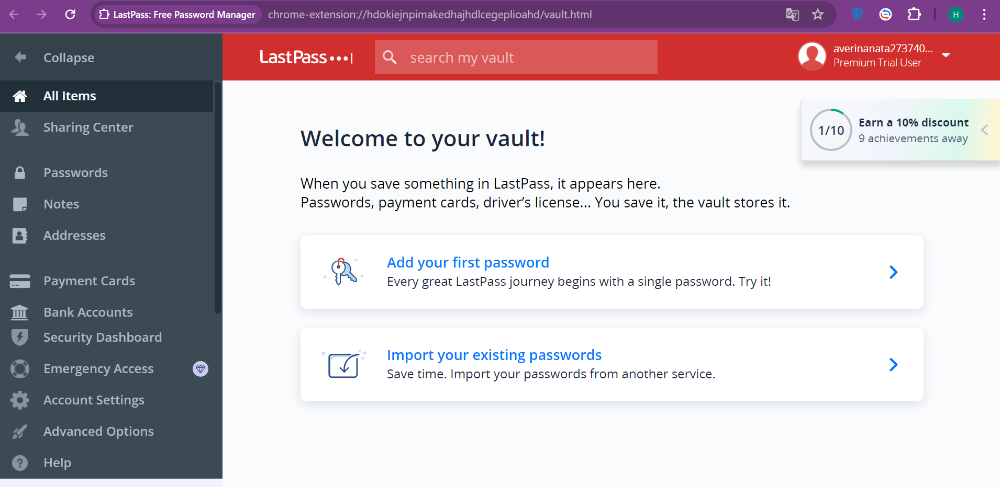 LastPass: Free Password Manager
chrome-extension://hdokiejnpimakedhajhdlcegeplioahd/vault.html
H
Collapse
All Items
Sharing Center
Passwords
Notes
Addresses
Payment Cards
Bank Accounts
Security Dashboard
Emergency Access
Account Settings
Advanced Options
Help
LastPass
search my vault
averinanata273740...
Premium Trial User
1/10
Earn a 10% discount
9 achievements away
Welcome to your vault!
When you save something in LastPass, it appears here.
Passwords, payment cards, driver’s license... You save it, the vault stores it.
Add your first password
Every great LastPass journey begins with a single password. Try it!
Import your existing passwords
Save time. Import your passwords from another service.